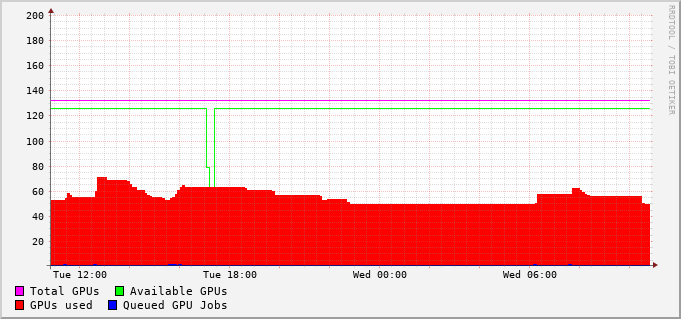 200
180
160
140
120
100
80
60
40
20
Tue 12:00 Tue 18:00 Wed 00:00 Wed 06:00
Total GPUs Available GPUs
GPUs used Queued GPU Jobs
RRDTOOL / TOBI OETIKER